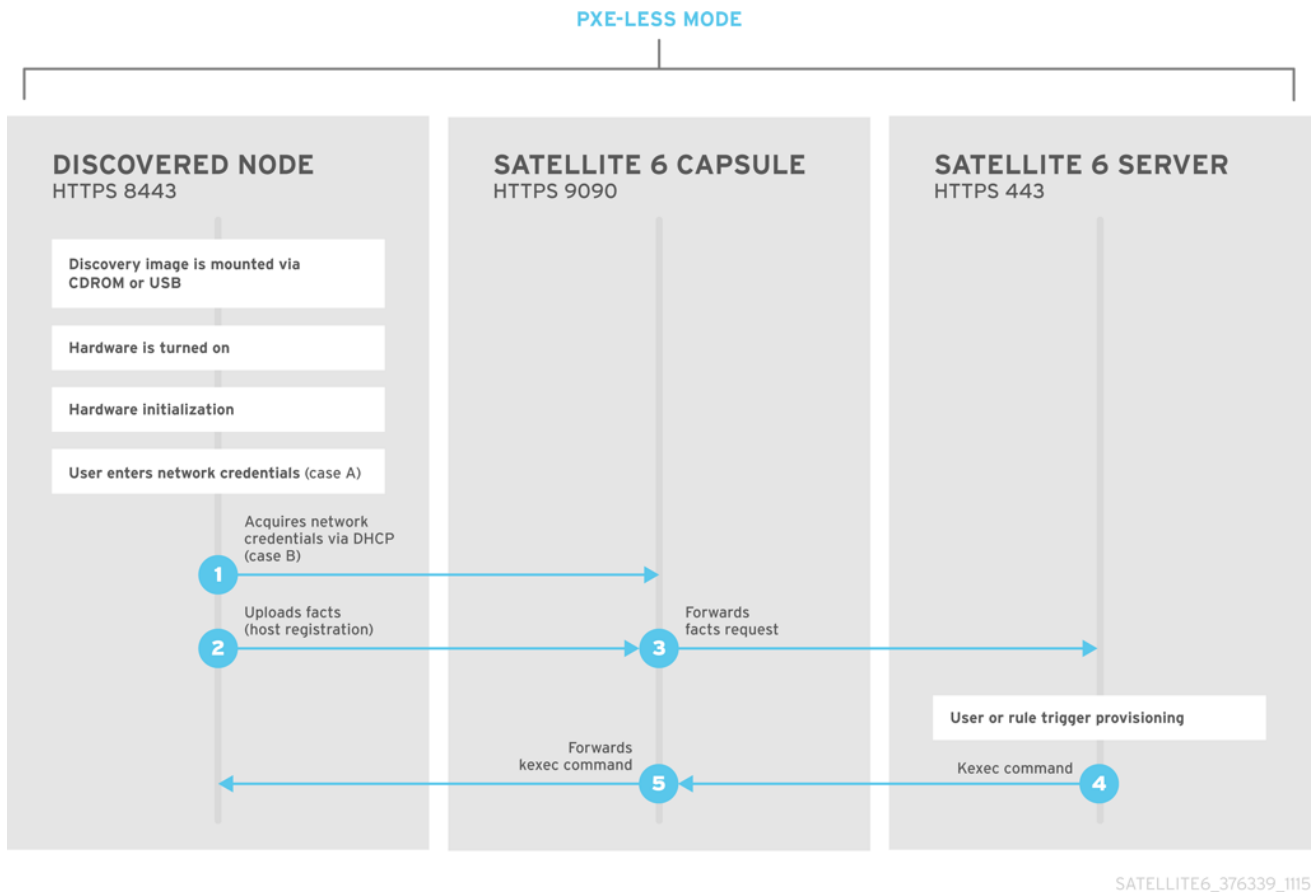 PXE-LESS MODE
DISCOVERED NODE
HTTPS 8443
SATELLITE 6 CAPSULE
HTTPS 9090
SATELLITE 6 SERVER
HTTPS 443
Discovery image is mounted via
CDROM or USB
Hardware is turned on
Hardware initialization
User enters network credentials (case A)
Acquires network
credentials via DHCP
(case B)
1
Uploads facts
(host registration)
2
Forwards
facts request
3
User or rule trigger provisioning
Kexec command
4
Forwards
kexec command
5
SATELLITE6_376339_1115